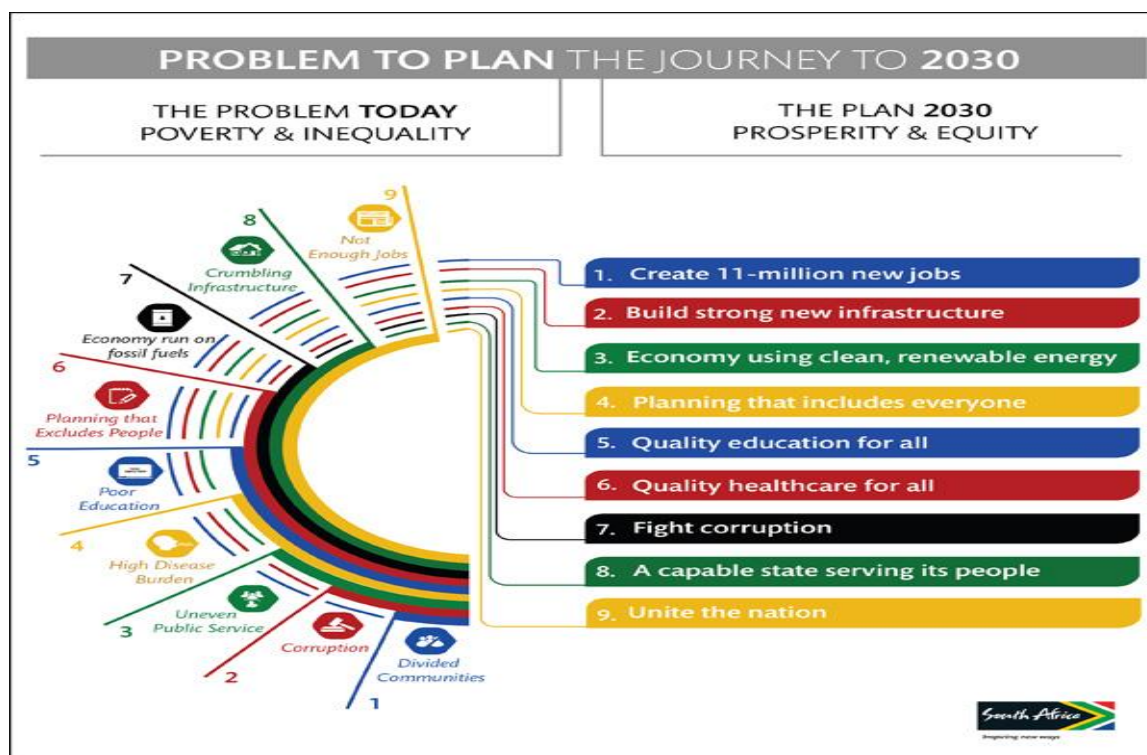 PROBLEM TO PLAN THE JOURNEY TO 2030
THE PROBLEM TODAY
POVERTY & INEQUALITY
THE PLAN 2030
PROSPERITY & EQUITY
9
Not
Enough Jobs
8
Crumbling
Infrastructure
7
Economy run on
fossil fuels
6
Planning that
Excludes People
5
Poor
Education
4
High Disease
Burden
3
Uneven
Public Service
2
Corruption
1
Divided
Communities
1. Create 11-million new jobs
2. Build strong new infrastructure
3. Economy using clean, renewable energy
4. Planning that includes everyone
5. Quality education for all
6. Quality healthcare for all
7. Fight corruption
8. A capable state serving its people
9. Unite the nation
South Africa
Inspiring new ways